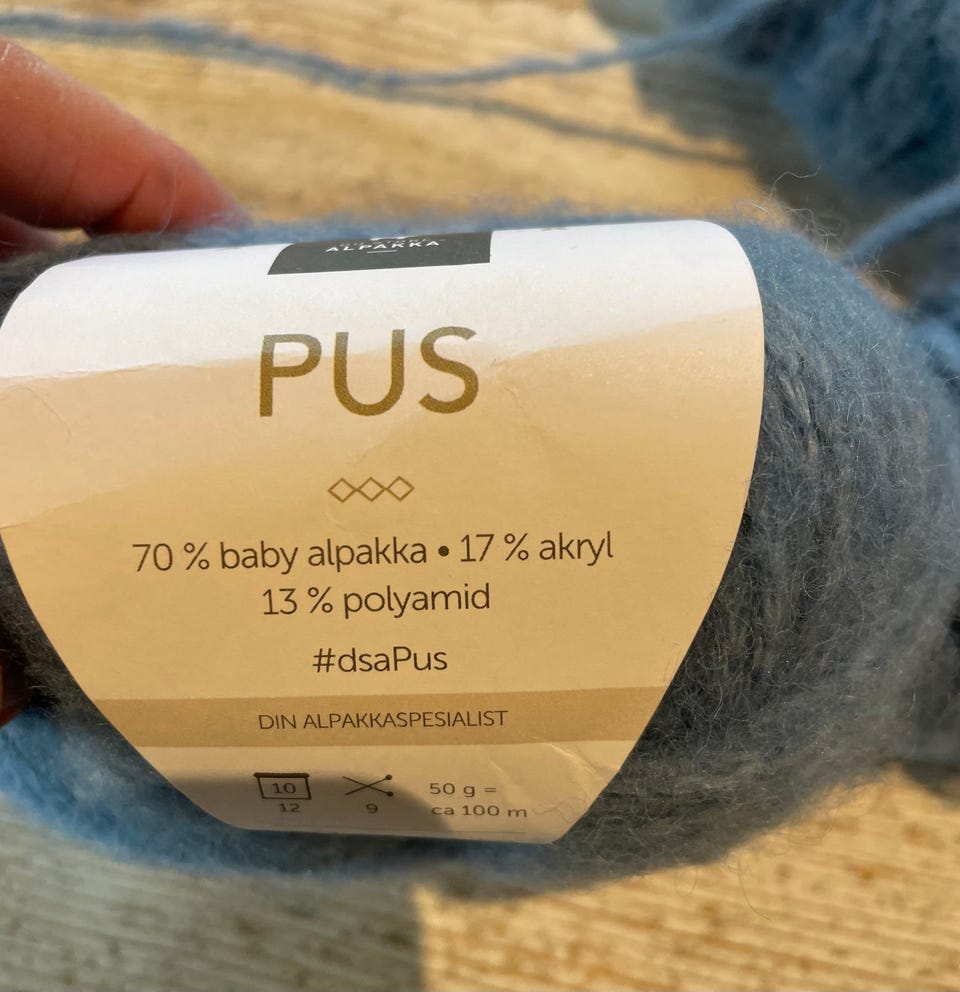 ALPAKKA
PUS
70 % baby alpakka • 17 % akryl
13 % polyamid
#dsaPus
DIN ALPAKKASPESIALIST
10
12
9
50 g =
ca 100 m